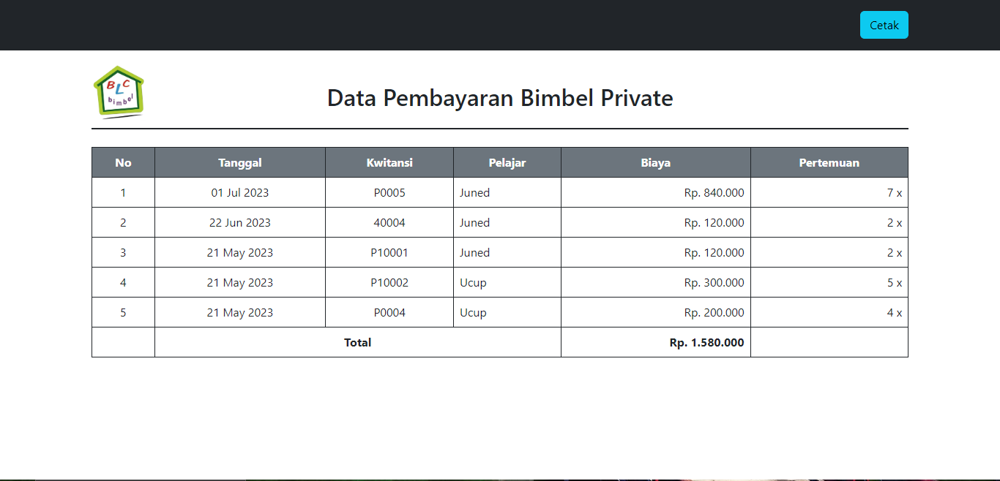 Cetak
BLC
bimbel
Data Pembayaran Bimbel Private
No Tanggal Kwitansi Pelajar Biaya Pertemuan
1 01 Jul 2023 P0005 Juned Rp. 840.000 7 x
2 22 Jun 2023 40004 Juned Rp. 120.000 2 x
3 21 May 2023 P10001 Juned Rp. 120.000 2 x
4 21 May 2023 P10002 Ucup Rp. 300.000 5 x
5 21 May 2023 P0004 Ucup Rp. 200.000 4 x
Total Rp. 1.580.000